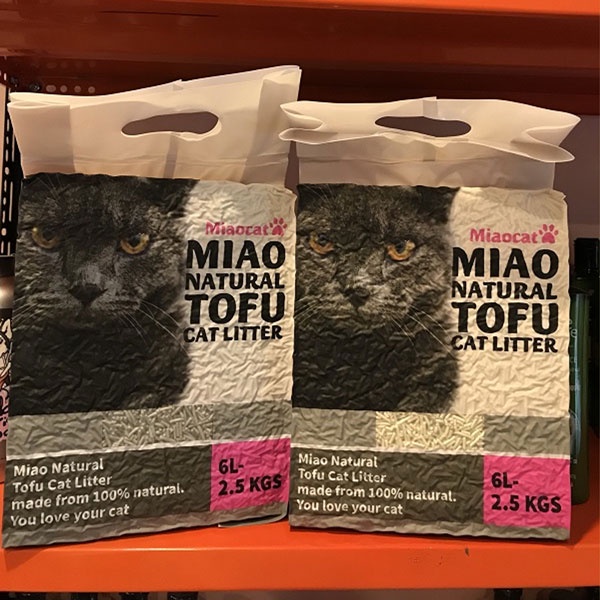 Miaocat
MIAO
NATURAL
TOFU
CAT LITTER
Miao Natural
Tofu Cat Litter
made from 100% natural.
You love your cat
6L-
2.5 KGS
Miaocat
MIAO
NATURAL
TOFU
CAT LITTER
Miao Natural
Tofu Cat Litter
made from 100% natural.
You love your cat
6L-
2.5 KGS